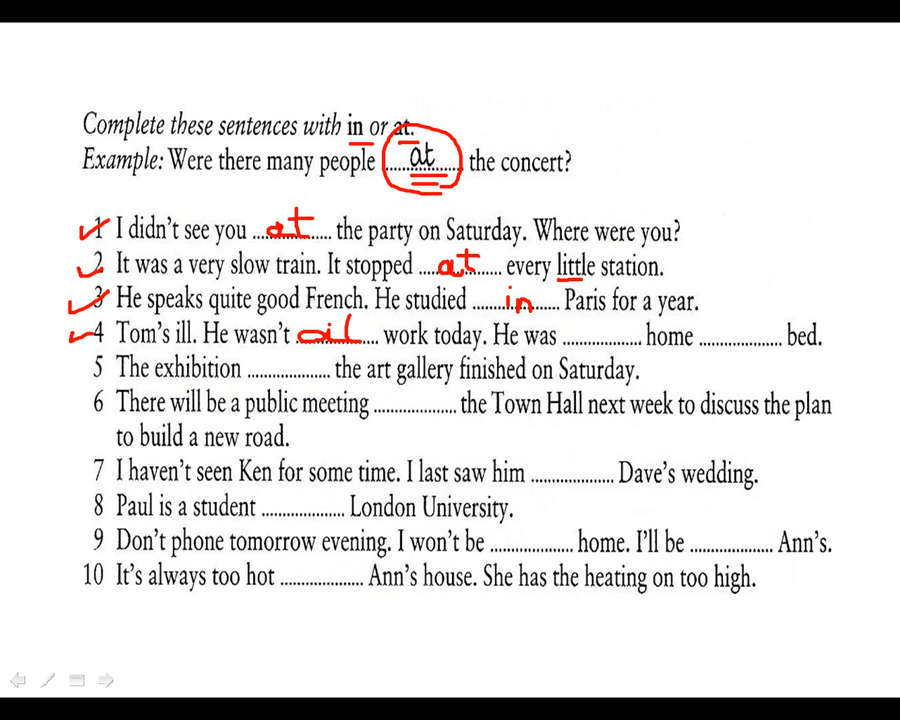 Complete these sentences with in or at.
Example: Were there many people ......at...... the concert?
1 I didn't see you ....at.... the party on Saturday. Where were you?
2 It was a very slow train. It stopped ....at.... every little station.
3 He speaks quite good French. He studied ......in...... Paris for a year.
4 Tom's ill. He wasn't ................ work today. He was ................ home ................ bed.
5 The exhibition ................ the art gallery finished on Saturday.
6 There will be a public meeting ................ the Town Hall next week to discuss the plan
to build a new road.
7 I haven't seen Ken for some time. I last saw him ................ Dave's wedding.
8 Paul is a student ................ London University.
9 Don't phone tomorrow evening. I won't be ................ home. I'll be ................ Ann's.
10 It's always too hot ................ Ann's house. She has the heating on too high.